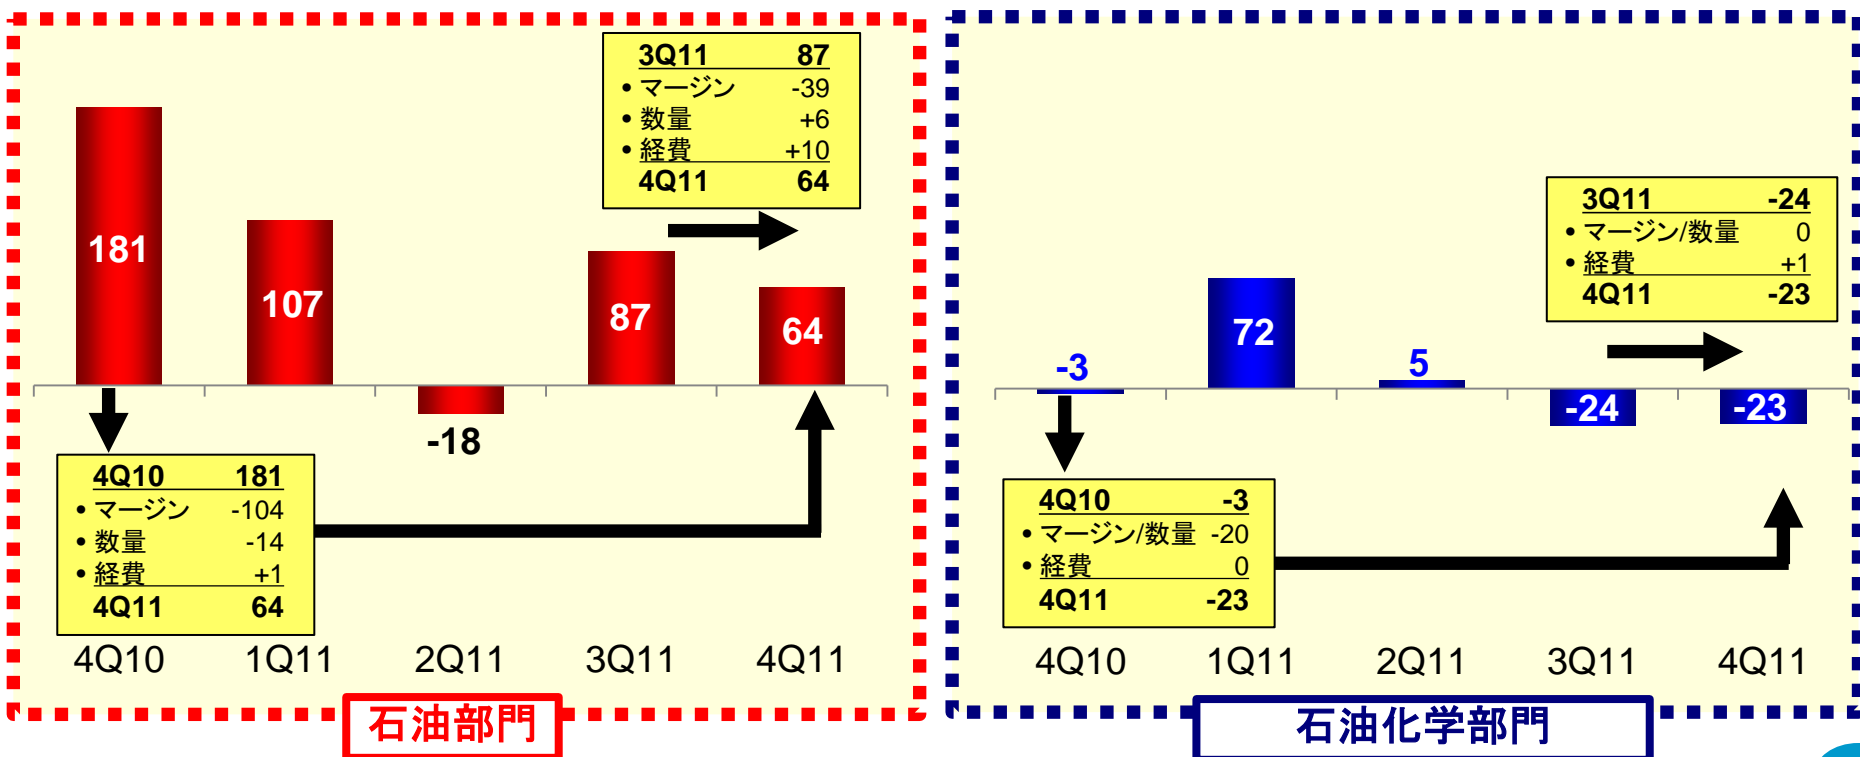 3Q11 87
• マージン -39
• 数量 +6
• 経費 +10
4Q11 64
181
107
-18
87
64
4Q10 181
• マージン -104
• 数量 -14
• 経費 +1
4Q11 64
4Q10 1Q11 2Q11 3Q11 4Q11
石油部門
3Q11 -24
• マージン/数量 0
• 経費 +1
4Q11 -23
-3
72
5
-24
-23
4Q10 -3
• マージン/数量 -20
• 経費 0
4Q11 -23
4Q10 1Q11 2Q11 3Q11 4Q11
石油化学部門